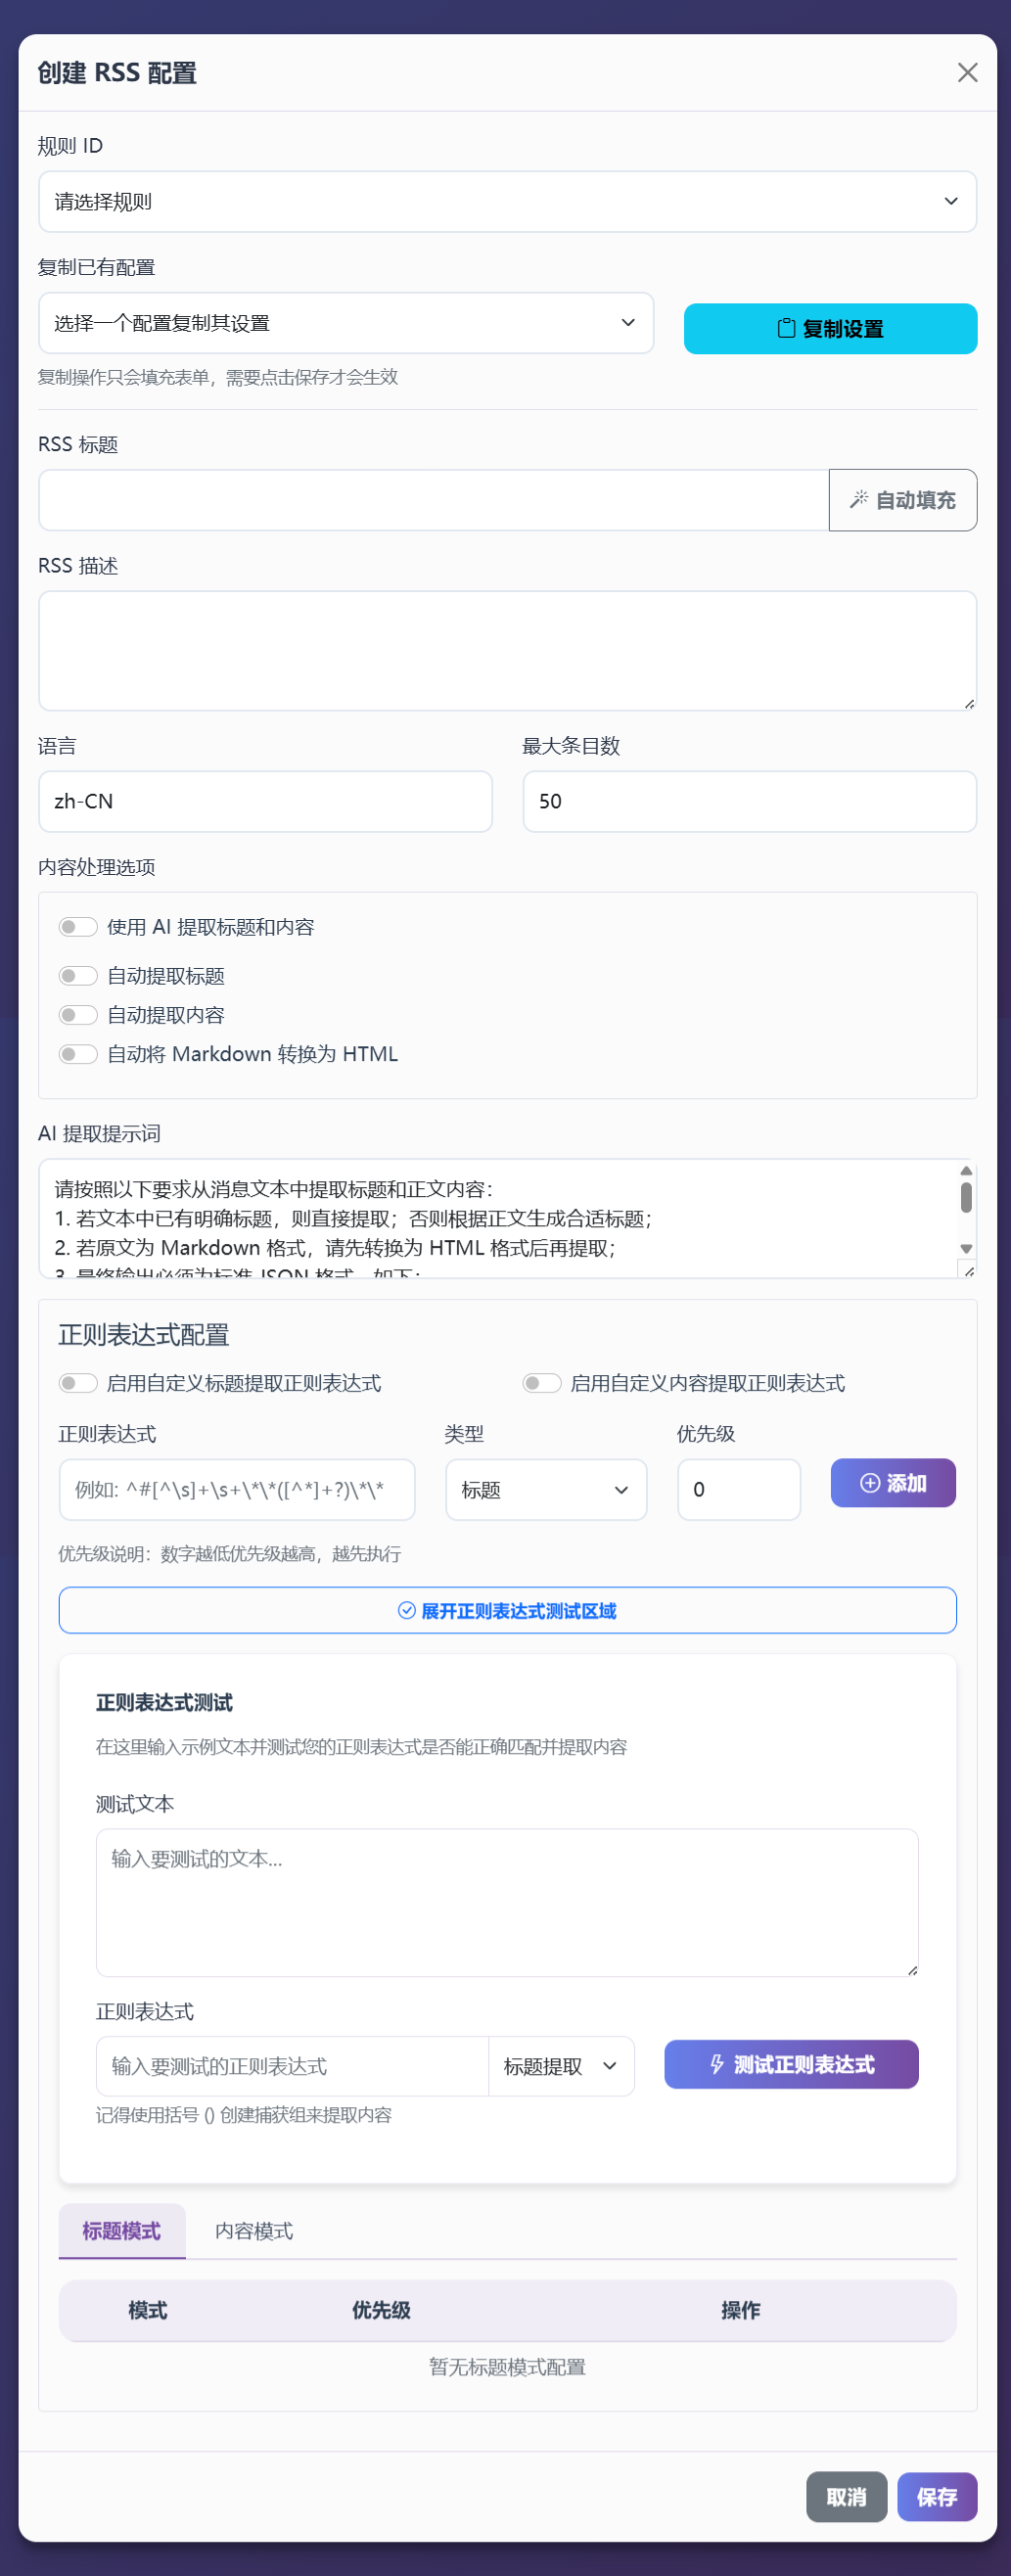 创建 RSS 配置
规则 ID
请选择规则
复制已有配置
选择一个配置复制其设置
复制设置
复制操作只会填充表单，需要点击保存才会生效
RSS 标题
自动填充
RSS 描述
语言
最大条目数
zh-CN
50
内容处理选项
使用 AI 提取标题和内容
自动提取标题
自动提取内容
自动将 Markdown 转换为 HTML
AI 提取提示词
请按照以下要求从消息文本中提取标题和正文内容：
1. 若文本中已有明确标题，则直接提取；否则根据正文生成合适标题；
2. 若原文为 Markdown 格式，请先转换为 HTML 格式后再提取；
3. 最终输出必须为标准 JSON 格式，如下：
正则表达式配置
启用自定义标题提取正则表达式
启用自定义内容提取正则表达式
正则表达式
类型
优先级
例如: ^#[^\s]+\s+\*\*([^*]+?)\*\*
标题
0
添加
优先级说明：数字越低优先级越高，越先执行
展开正则表达式测试区域
正则表达式测试
在这里输入示例文本并测试您的正则表达式是否能正确匹配并提取内容
测试文本
输入要测试的文本...
正则表达式
输入要测试的正则表达式
标题提取
测试正则表达式
记得使用括号 () 创建捕获组来提取内容
标题模式
内容模式
模式
优先级
操作
暂无标题模式配置
取消
保存